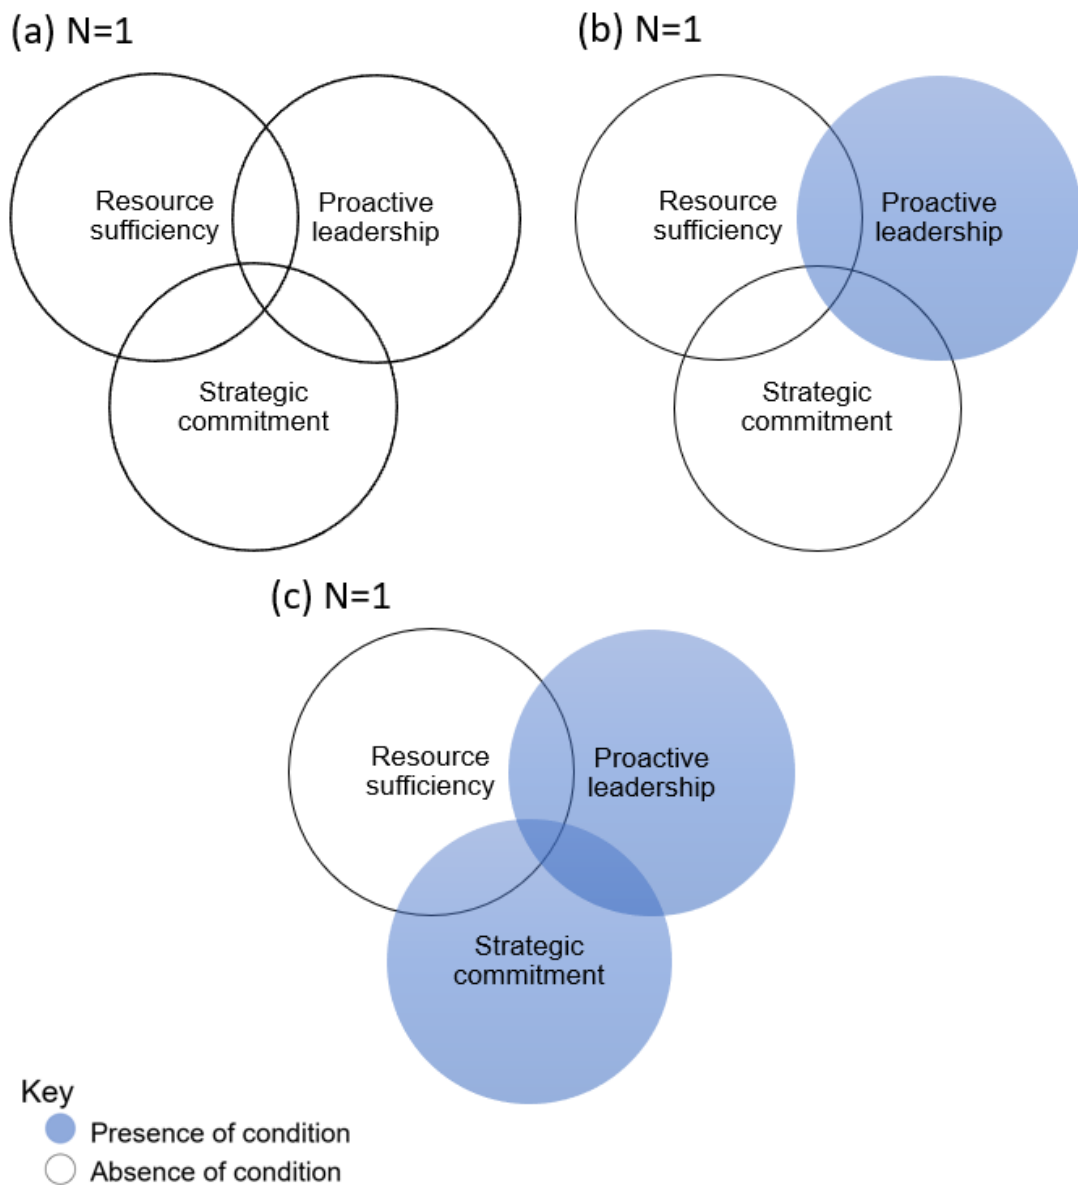 (a) N=1
Resource
sufficiency
Proactive
leadership
Strategic
commitment
(b) N=1
Resource
sufficiency
Proactive
leadership
Strategic
commitment
(c) N=1
Resource
sufficiency
Proactive
leadership
Strategic
commitment
Key
Presence of condition
Absence of condition